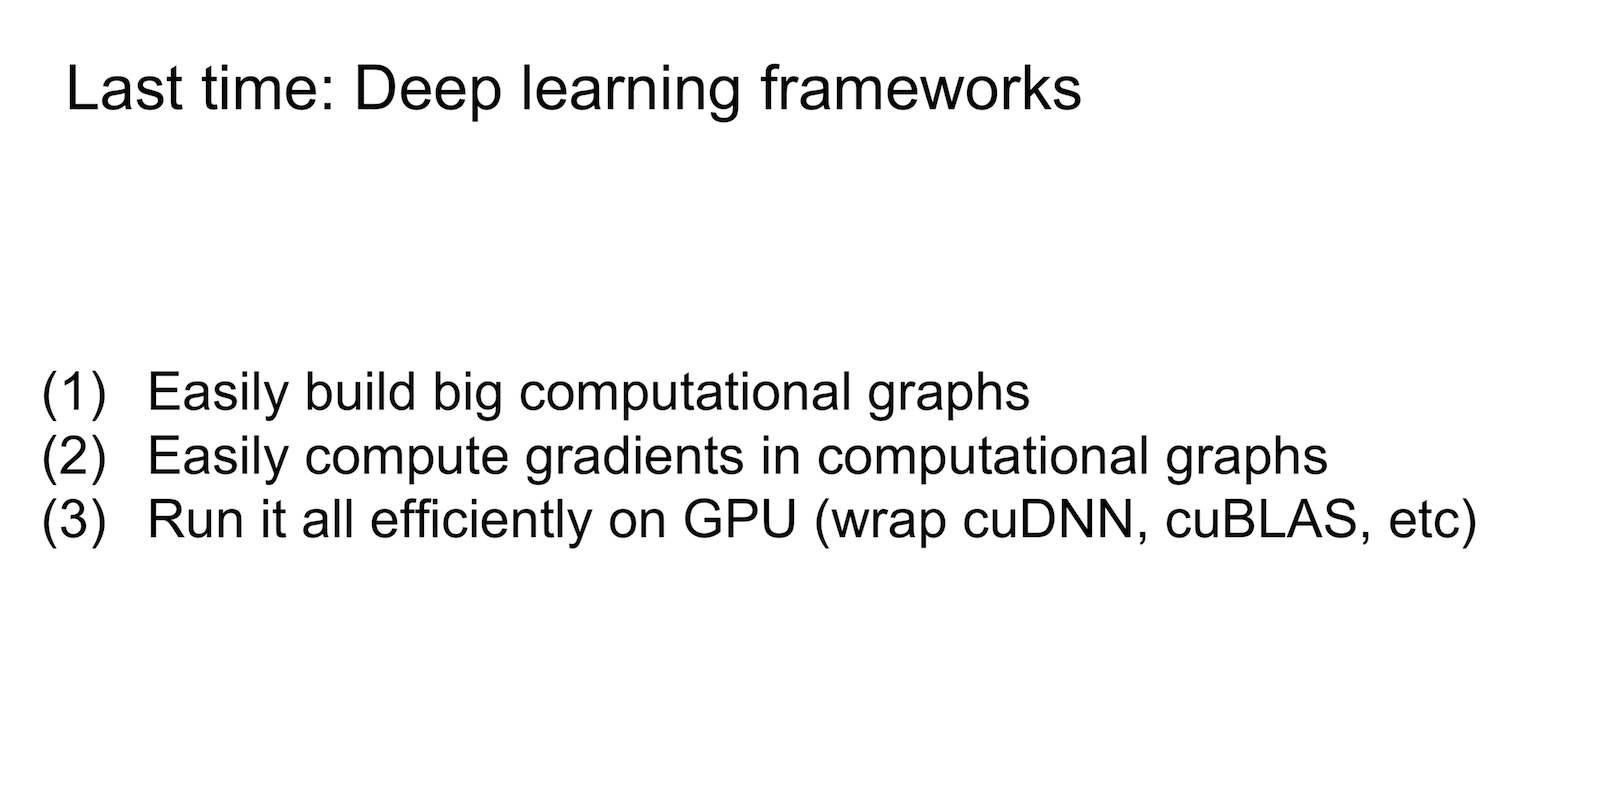 Last time: Deep learning frameworks
(1) Easily build big computational graphs
(2) Easily compute gradients in computational graphs
(3) Run it all efficiently on GPU (wrap cuDNN, cuBLAS, etc)